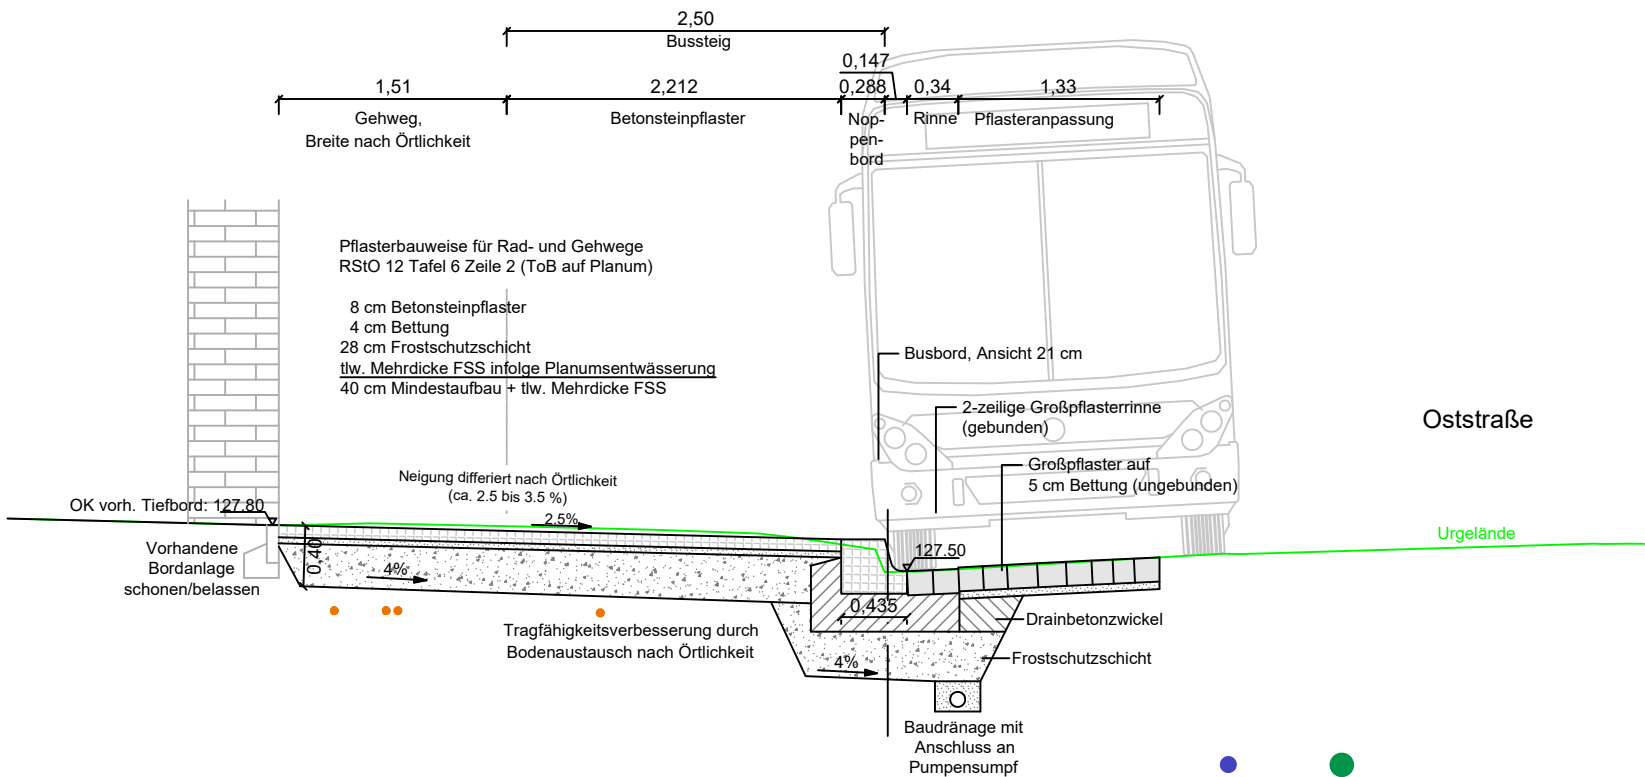 2,50
Bussteig
0,147
1,51
2,212
0,288
0,34
1,33
Gehweg,
Breite nach Örtlichkeit
Betonsteinpflaster
Nop-
pen-
bord
Rinne
Pflasteranpassung
Pflasterbauweise für Rad- und Gehwege
RStO 12 Tafel 6 Zeile 2 (ToB auf Planum)
8 cm Betonsteinpflaster
4 cm Bettung
28 cm Frostschutzschicht
tlw. Mehrdicke FSS infolge Planumsentwässerung
40 cm Mindestaufbau + tlw. Mehrdicke FSS
Busbord, Ansicht 21 cm
2-zeilige Großpflasterrinne
(gebunden)
Oststraße
Großpflaster auf
5 cm Bettung (ungebunden)
Neigung differiert nach Örtlichkeit
(ca. 2.5 bis 3.5 %)
OK vorh. Tiefbord: 127.80
2.5%
Urgelände
127.50
Vorhandene
Bordanlage
schonen/belassen
0,40
4%
0,435
Drainbetonzwickel
Tragfähigkeitsverbesserung durch
Bodenaustausch nach Örtlichkeit
4%
Frostschutzschicht
Baudränage mit
Anschluss an
Pumpensumpf